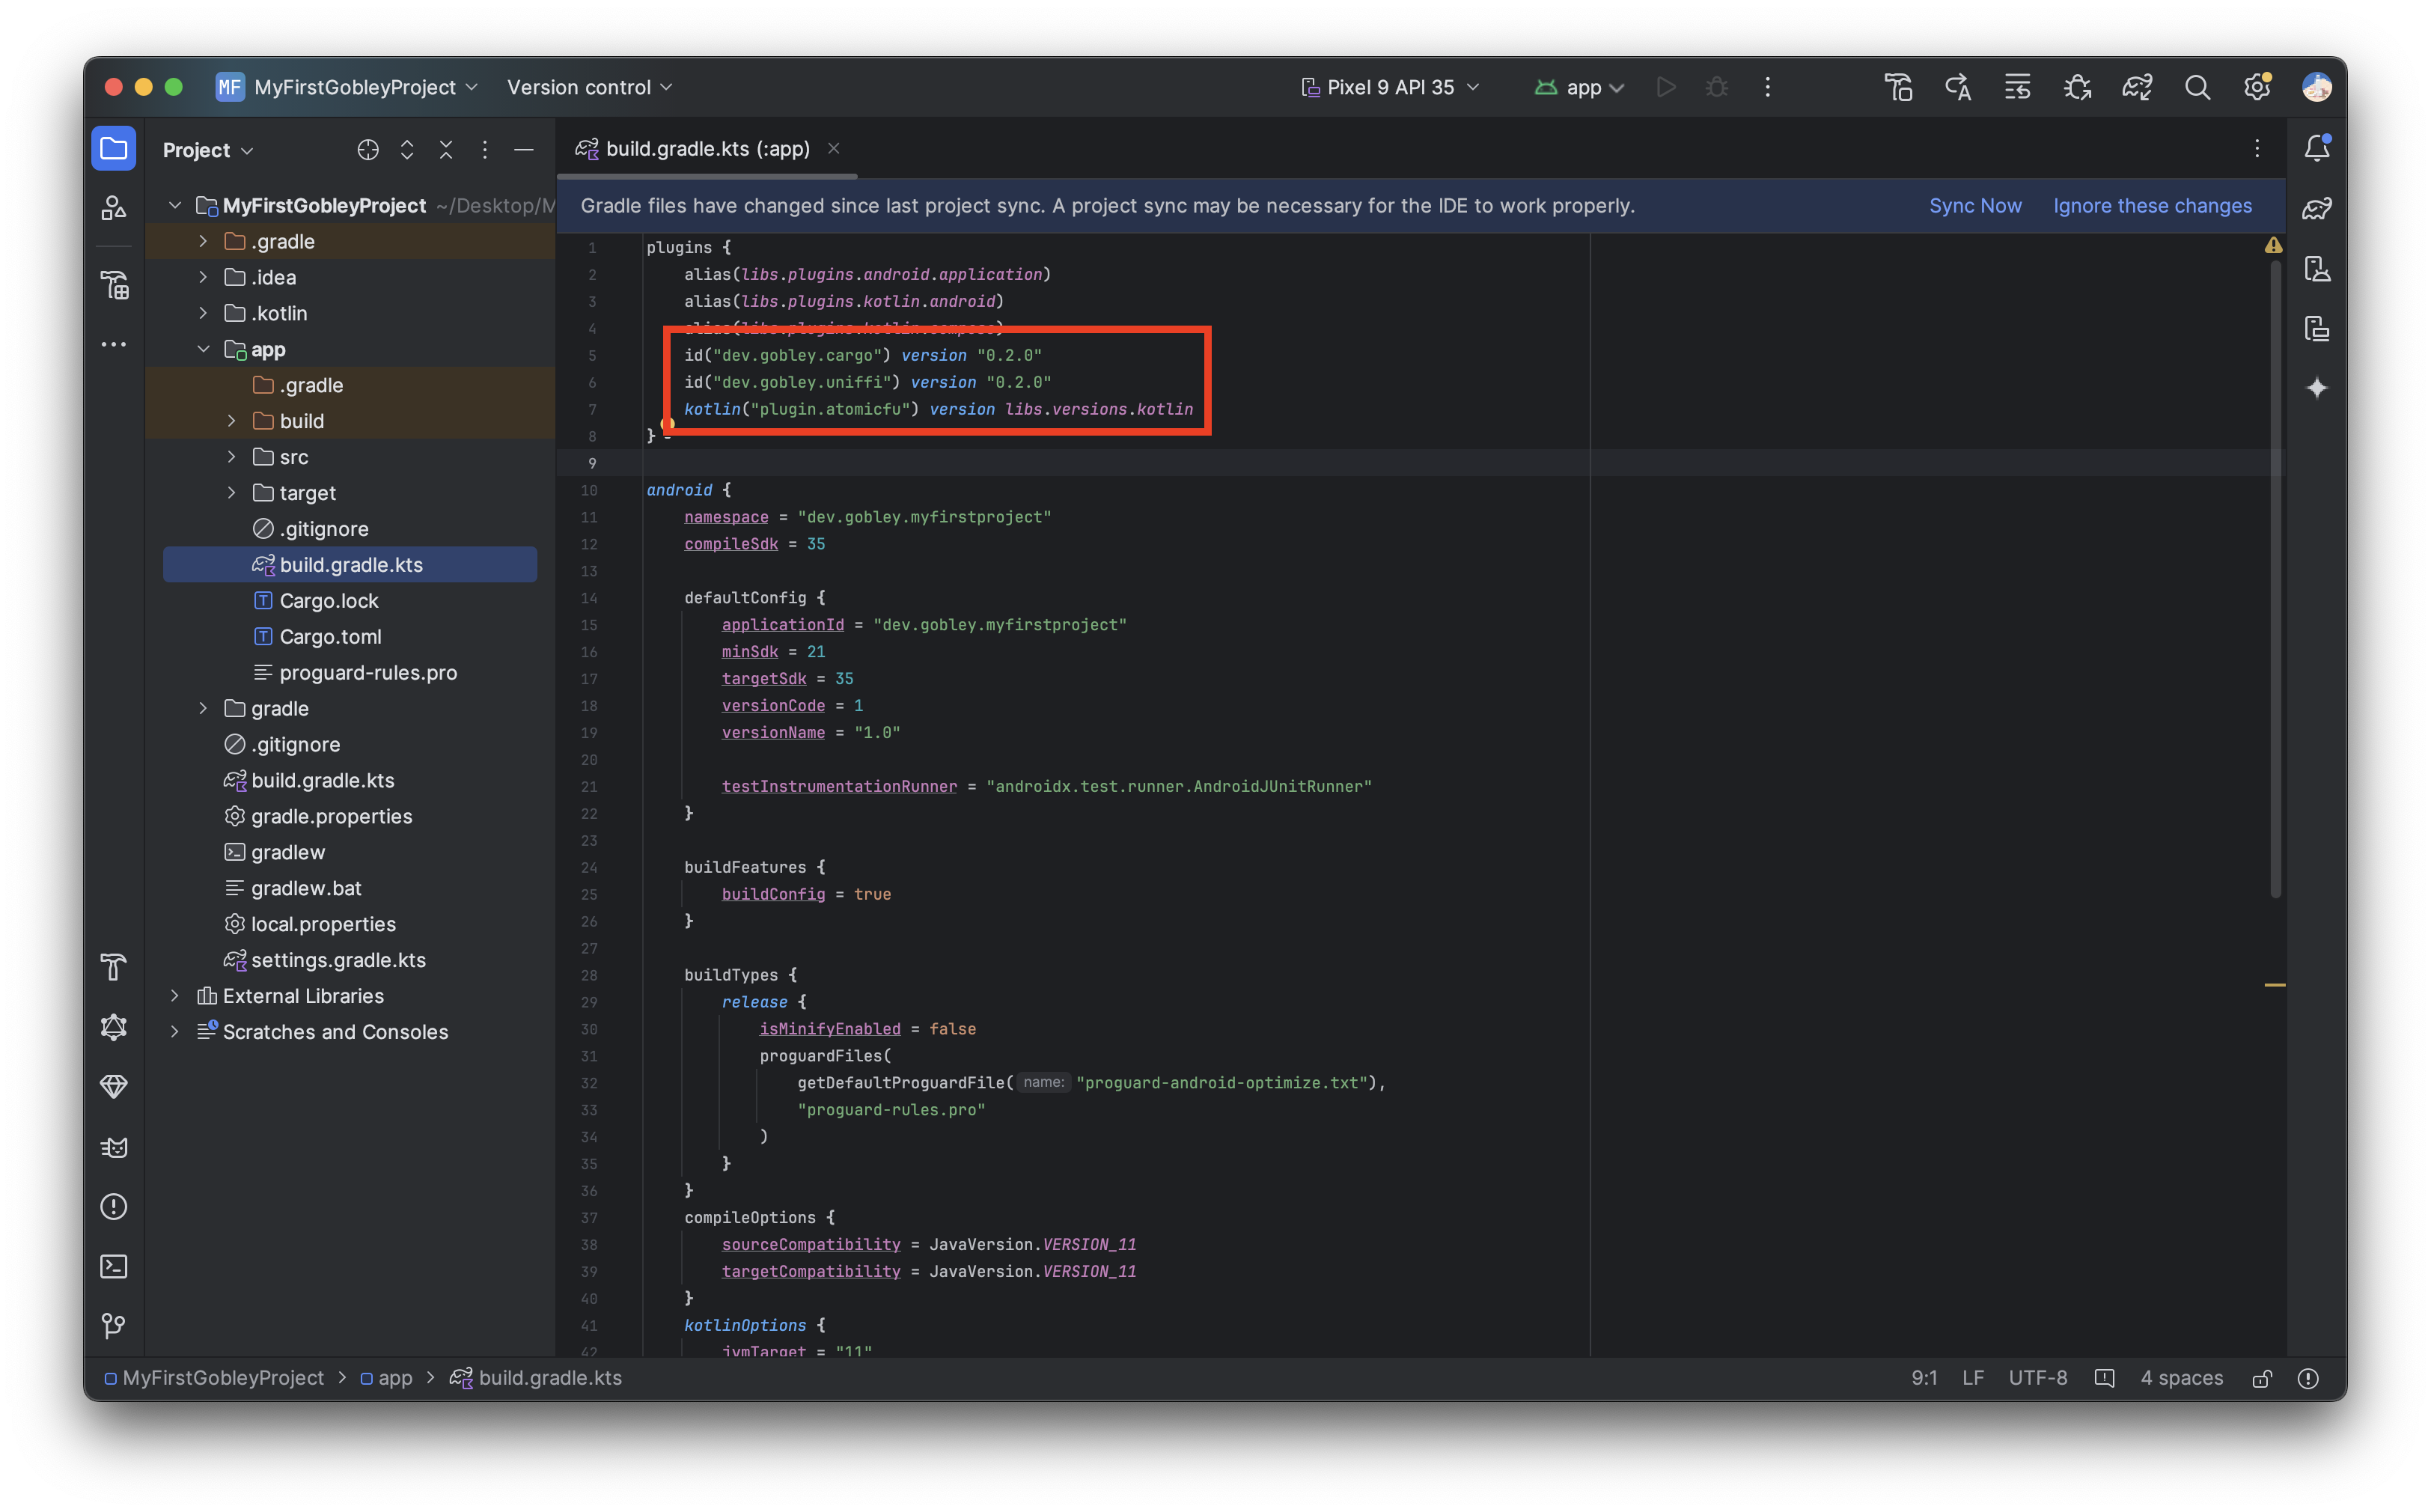 MF MyFirstGobleyProject Version control Pixel 9 API 35 app
Project
build.gradle.kts (:app)
MyFirstGobleyProject ~/Desktop/M
.gradle
.idea
.kotlin
app
.gradle
build
src
target
.gitignore
build.gradle.kts
Cargo.lock
Cargo.toml
proguard-rules.pro
gradle
.gitignore
build.gradle.kts
gradle.properties
gradlew
gradlew.bat
local.properties
settings.gradle.kts
External Libraries
Scratches and Consoles
Gradle files have changed since last project sync. A project sync may be necessary for the IDE to work properly. Sync Now Ignore these changes
1 plugins {
2 alias(libs.plugins.android.application)
3 alias(libs.plugins.kotlin.android)
4 alias(libs.plugins.kotlin.compose)
5 id("dev.gobley.cargo") version "0.2.0"
6 id("dev.gobley.uniffi") version "0.2.0"
7 kotlin("plugin.atomicfu") version libs.versions.kotlin
8 }
9
10 android {
11 namespace = "dev.gobley.myfirstproject"
12 compileSdk = 35
13
14 defaultConfig {
15 applicationId = "dev.gobley.myfirstproject"
16 minSdk = 21
17 targetSdk = 35
18 versionCode = 1
19 versionName = "1.0"
20
21 testInstrumentationRunner = "androidx.test.runner.AndroidJUnitRunner"
22 }
23
24 buildFeatures {
25 buildConfig = true
26 }
27
28 buildTypes {
29 release {
30 isMinifyEnabled = false
31 proguardFiles(
32 getDefaultProguardFile( name: "proguard-android-optimize.txt"),
33 "proguard-rules.pro"
34 )
35 }
36 }
37 compileOptions {
38 sourceCompatibility = JavaVersion.VERSION_11
39 targetCompatibility = JavaVersion.VERSION_11
40 }
41 kotlinOptions {
42 jvmTarget = "11"
MyFirstGobleyProject > app > build.gradle.kts 9:1 LF UTF-8 4 spaces